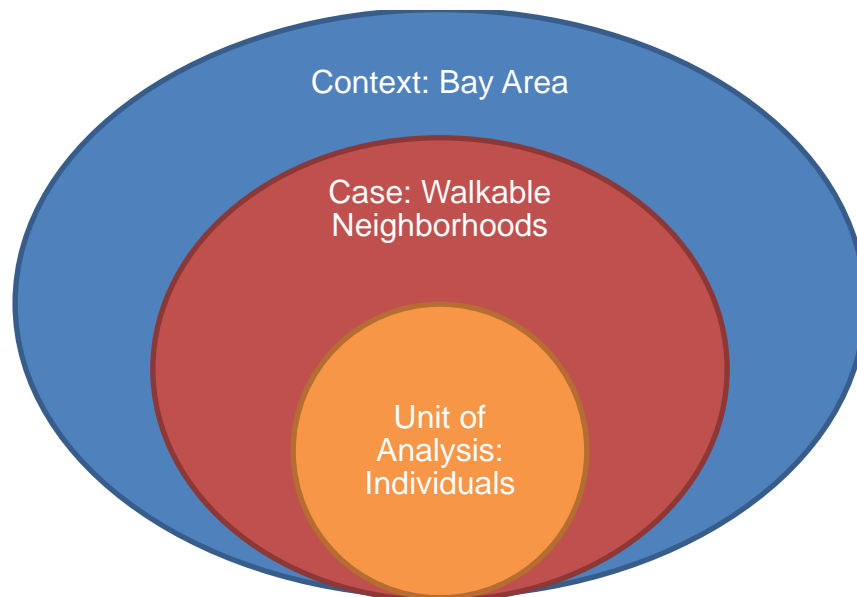 Context: Bay Area
Case: Walkable
Neighborhoods
Unit of
Analysis:
Individuals